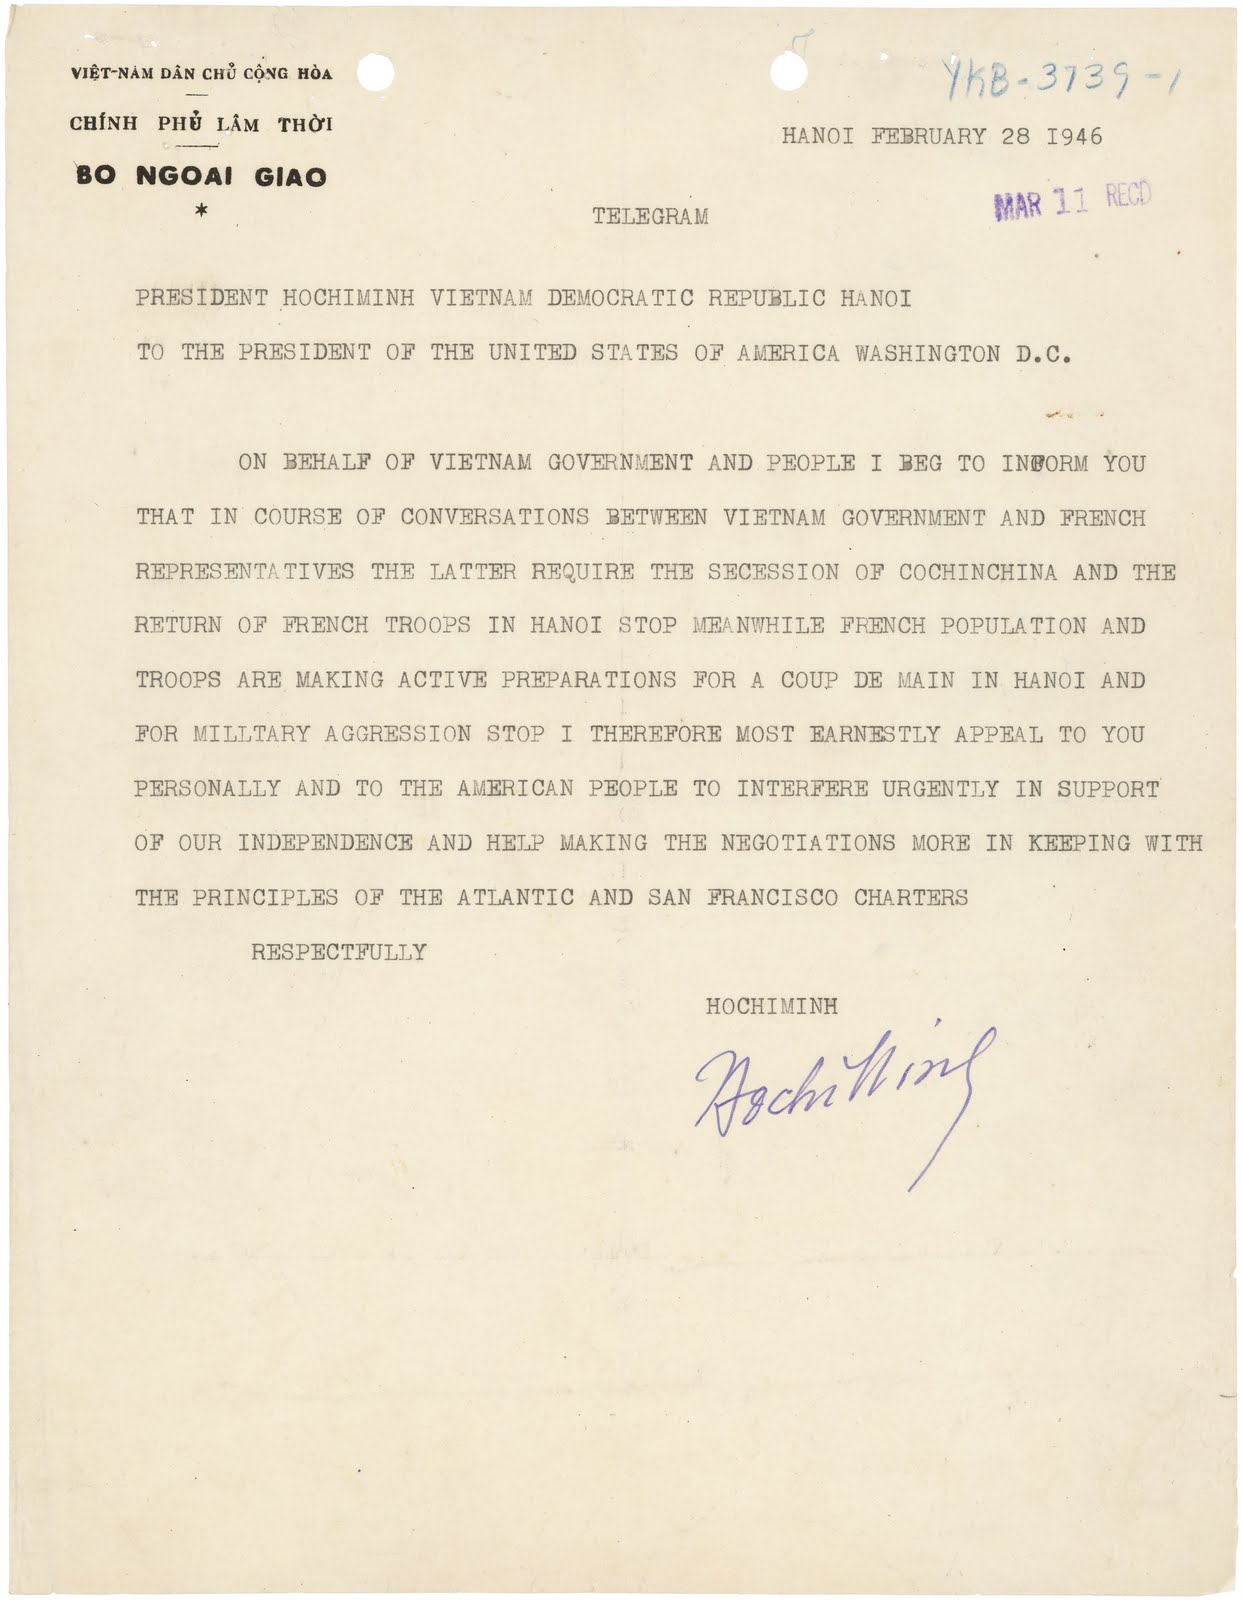 VIỆT-NAM DÂN CHỦ CỘNG HÒA
CHÍNH PHỦ LÂM THỜI
BO NGOAI GIAO
*
YKB-3739-1
HANOI FEBRUARY 28 I946
MAR 11 RECD
TELEGRAM
PRESIDENT HOCHIMINH VIETNAM DEMOCRATIC REPUBLIC HANOI
TO THE PRESIDENT OF THE UNITED STATES OF AMERICA WASHINGTON D.C.
ON BEHALF OF VIETNAM GOVERNMENT AND PEOPLE I BEG TO INFORM YOU
THAT IN COURSE OF CONVERSATIONS BETWEEN VIETNAM GOVERNMENT AND FRENCH
REPRESENTATIVES THE LATTER REQUIRE THE SECESSION OF COCHINCHINA AND THE
RETURN OF FRENCH TROOPS IN HANOI STOP MEANWHILE FRENCH POPULATION AND
TROOPS ARE MAKING ACTIVE PREPARATIONS FOR A COUP DE MAIN IN HANOI AND
FOR MILLTARY AGGRESSION STOP I THEREFORE MOST EARNESTLY APPEAL TO YOU
PERSONALLY AND TO THE AMERICAN PEOPLE TO INTERFERE URGENTLY IN SUPPORT
OF OUR INDEPENDENCE AND HELP MAKING THE NEGOTIATIONS MORE IN KEEPING WITH
THE PRINCIPLES OF THE ATLANTIC AND SAN FRANCISCO CHARTERS
RESPECTFULLY
HOCHIMINH
Hochiminh